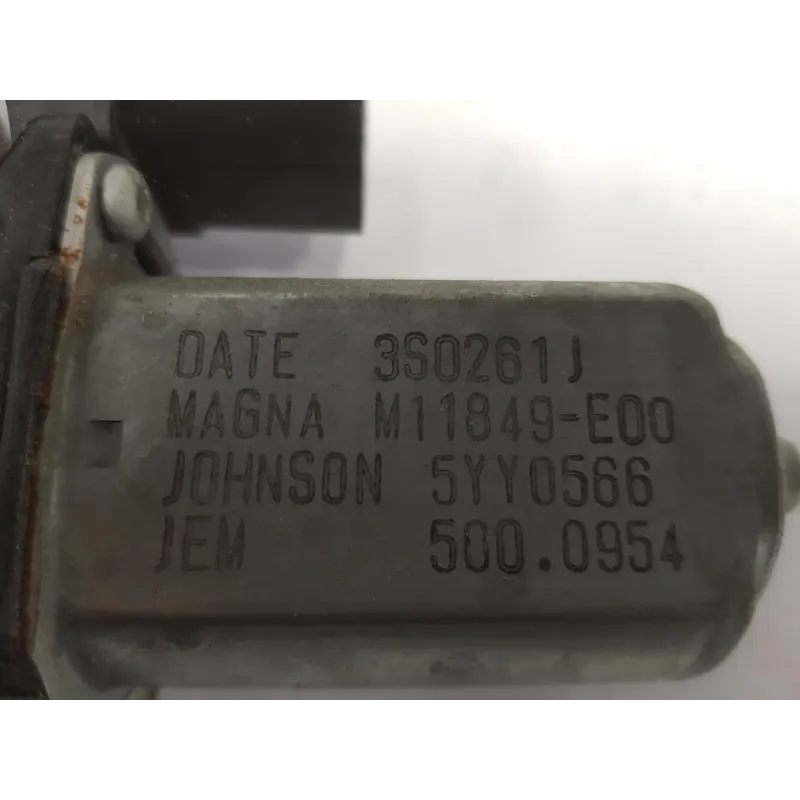 DATE 3S0261J
MAGNA M11849-E00
JOHNSON 5YY0566
JEM 500.0954